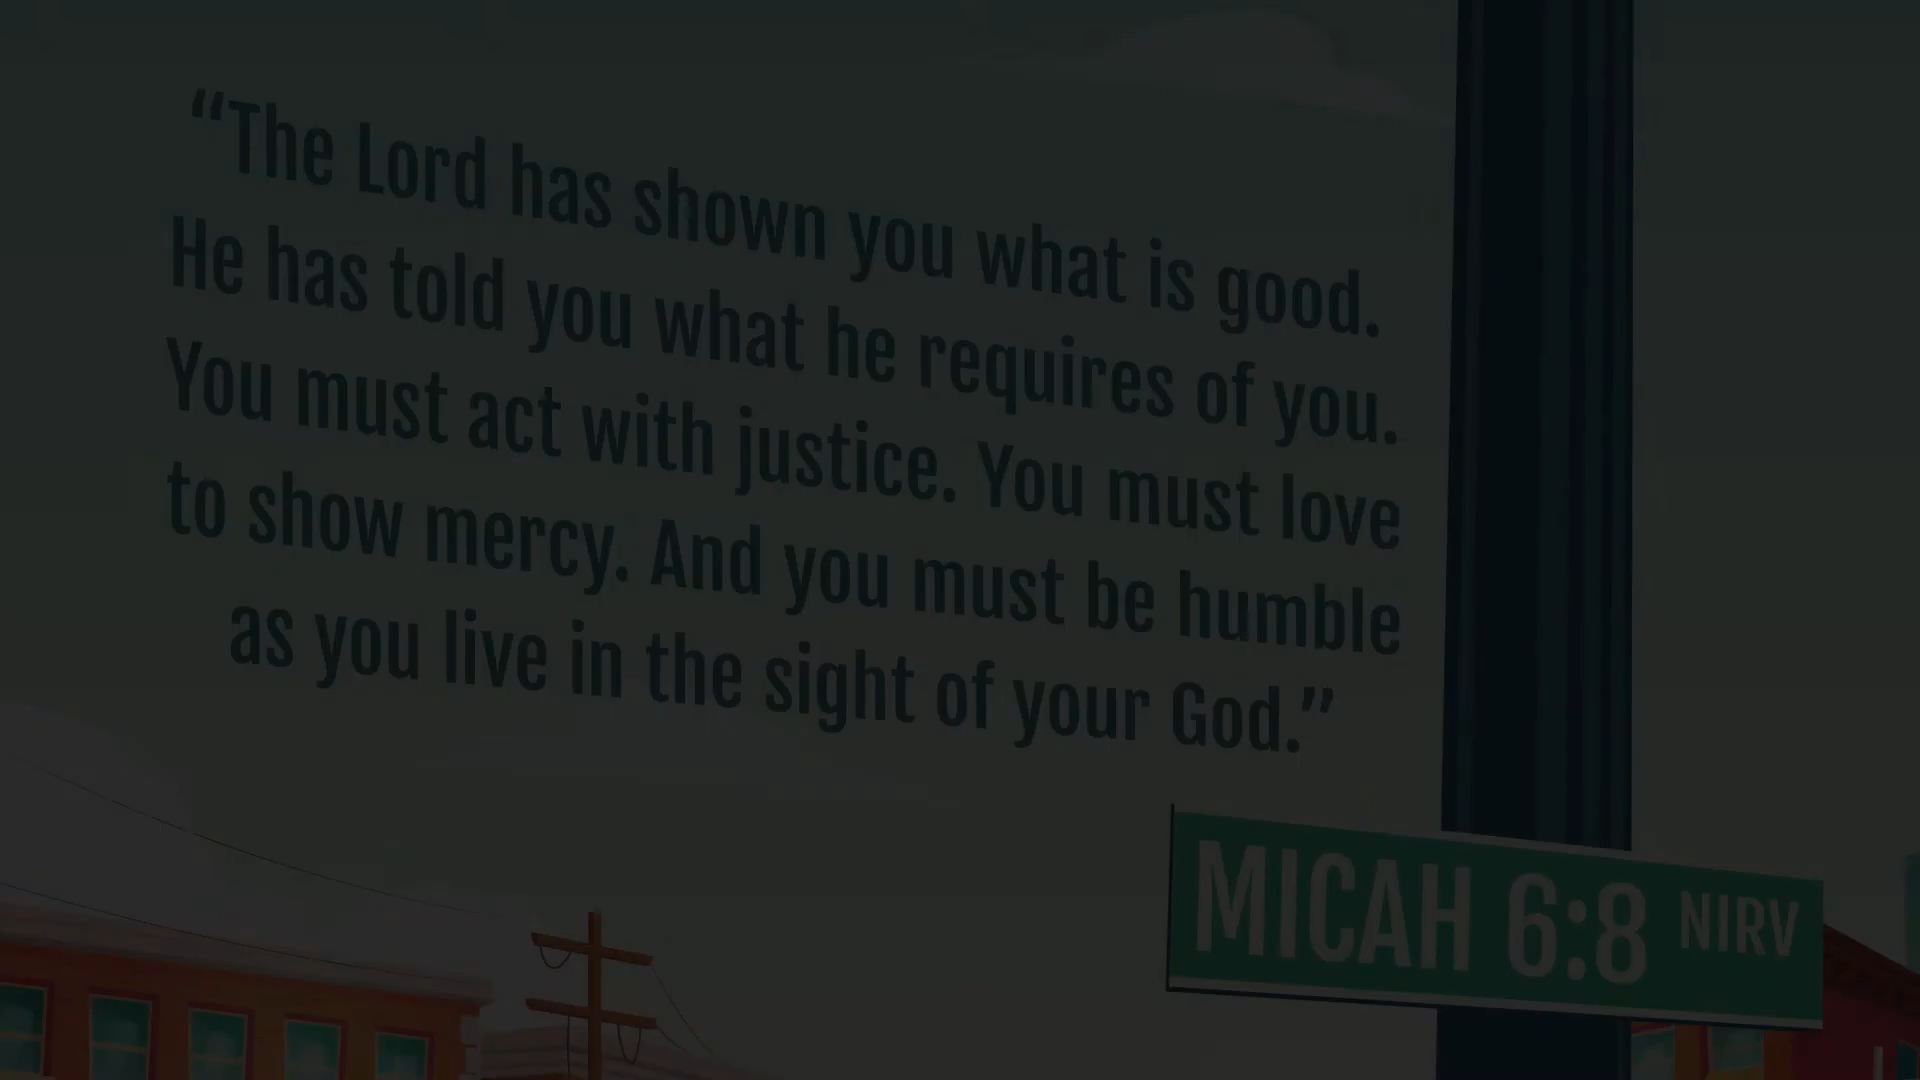 “The Lord has shown you what is good.
He has told you what he requires of you.
You must act with justice. You must love
to show mercy. And you must be humble
as you live in the sight of your God.”
MICAH 6:8 NIRV